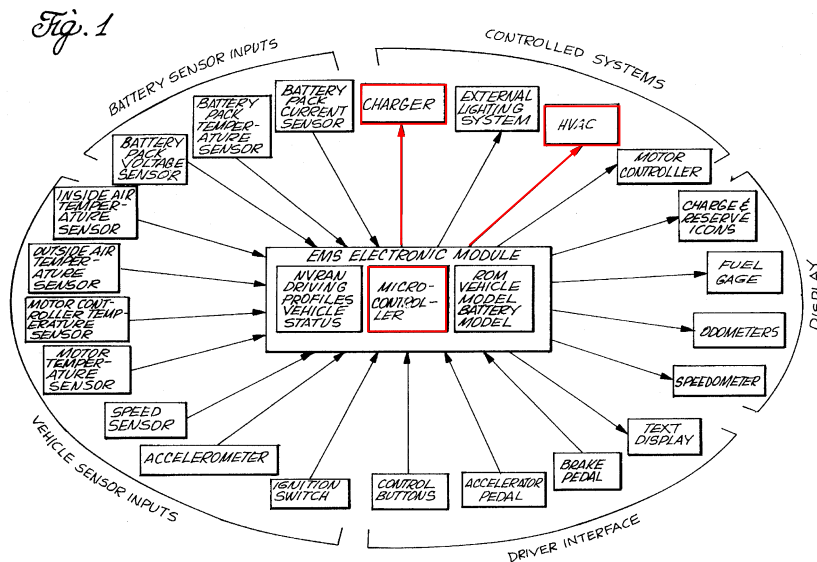 Fig. 1
BATTERY SENSOR INPUTS
CONTROLLED SYSTEMS
BATTERY
PACK
CURRENT
SENSOR
CHARGER
EXTERNAL
LIGHTING
SYSTEM
HVAC
BATTERY
PACK
TEMPER-
ATURE
SENSOR
BATTERY
PACK
VOLTAGE
SENSOR
MOTOR
CONTROLLER
INSIDE AIR
TEMPER-
ATURE
SENSOR
CHARGE &
RESERVE
ICONS
OUTSIDE AIR
TEMPER-
ATURE
SENSOR
EMS ELECTRONIC MODULE
NVRAN
DRIVING
PROFILES
VEHICLE
STATUS
MICRO-
CONTROL-
LER
ROM
VEHICLE
MODEL
BATTERY
MODEL
FUEL
GAGE
DISPLAY
MOTOR CONT-
ROLLER TEMP-
ERATURE
SENSOR
ODOMETERS
MOTOR
TEMPER-
ATURE
SENSOR
SPEEDOMETER
SPEED
SENSOR
TEXT
DISPLAY
ACCELEROMETER
BRAKE
PEDAL
IGNITION
SWITCH
CONTROL
BUTTONS
ACCELERATOR
PEDAL
VEHICLE SENSOR INPUTS
DRIVER INTERFACE